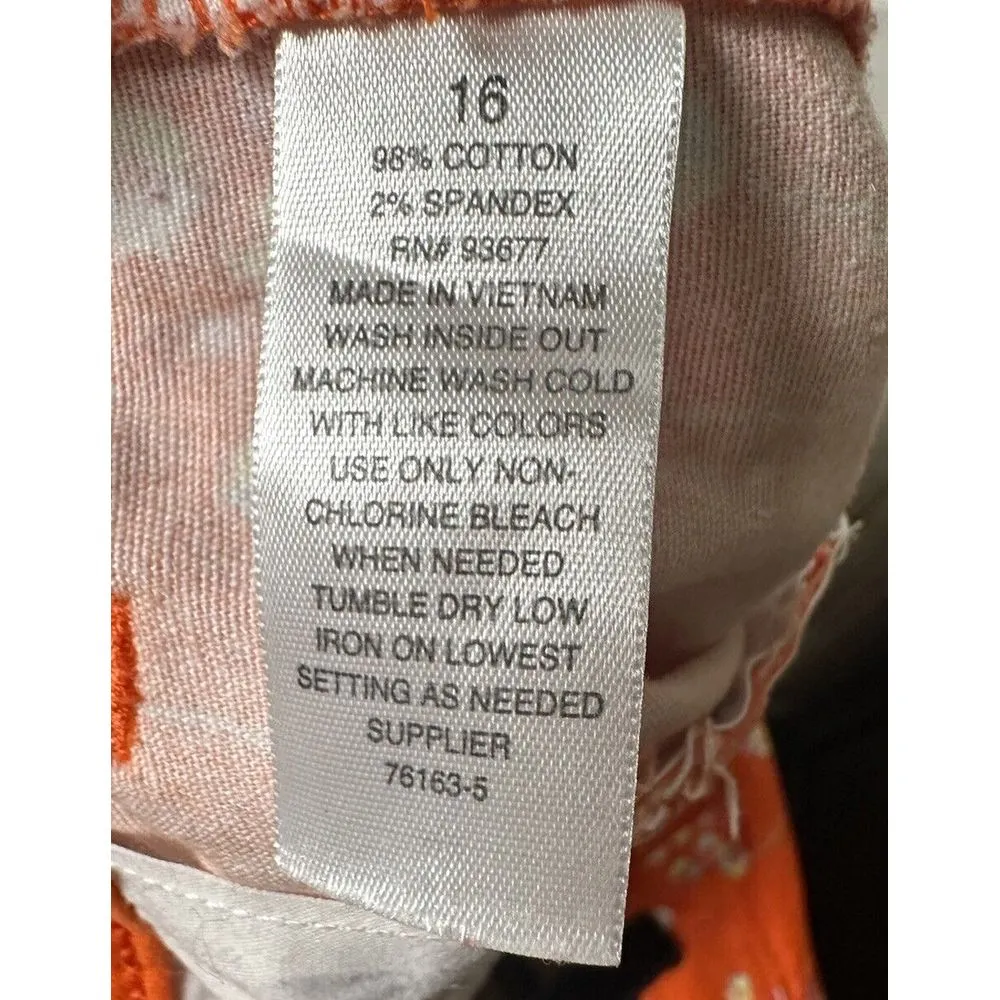 16
98% COTTON
2% SPANDEX
RN# 93677
MADE IN VIETNAM
WASH INSIDE OUT
MACHINE WASH COLD
WITH LIKE COLORS
USE ONLY NON-
CHLORINE BLEACH
WHEN NEEDED
TUMBLE DRY LOW
IRON ON LOWEST
SETTING AS NEEDED
SUPPLIER
76163-5